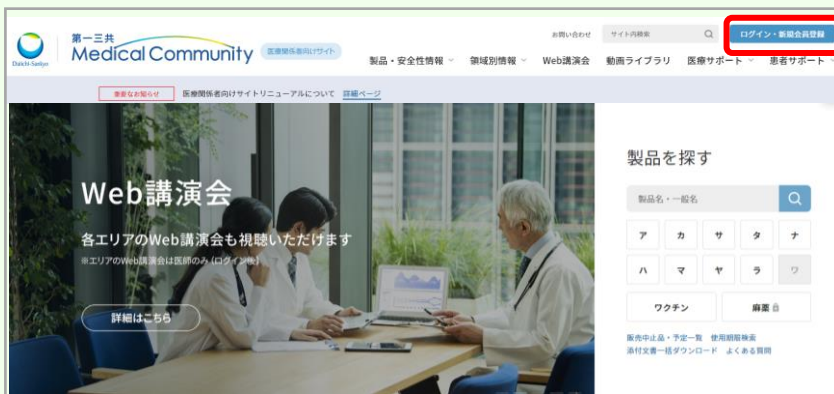 Daiichi-Sankyo
第一三共
Medical Community
医療関係者向けサイト
お問い合わせ
サイト内検索
ログイン・新規会員登録
製品・安全性情報
領域別情報
Web講演会
動画ライブラリ
医療サポート
患者サポート
重要なお知らせ
医療関係者向けサイトリニューアルについて 詳細ページ
Web講演会
各エリアのWeb講演会も視聴いただけます
※エリアのWeb講演会は医師のみ(ログイン後)
詳細はこちら
製品を探す
製品名・一般名
ア カ サ タ ナ
ハ マ ヤ ラ ワ
ワクチン 麻薬
販売中止品・予定一覧 使用期限検索
添付文書一括ダウンロード よくある質問